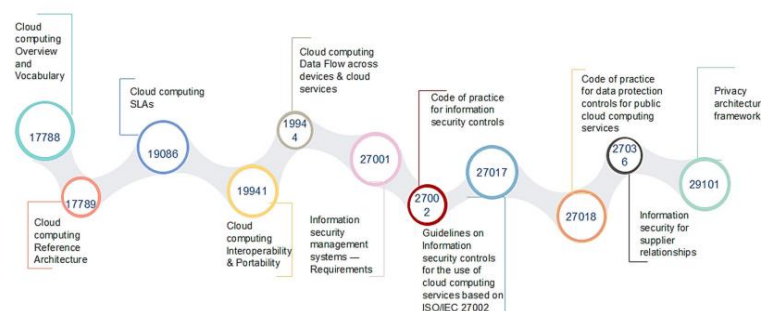 Cloud
computing
Overview
and
Vocabulary
17788
17789
Cloud
computing
Reference
Architecture
Cloud computing
SLAs
19086
19941
Cloud
computing
Interoperability
& Portability
Cloud computing
Data Flow across
devices & cloud
services
1994
4
27001
Information
security
management
systems —
Requirements
Code of practice
for information
security controls
2700
2
27017
Guidelines on
Information
security controls
for the use of
cloud computing
services based on
ISO/IEC 27002
Code of practice
for data protection
controls for public
cloud computing
services
27018
2703
6
Information
security for
supplier
relationships
Privacy
architectur
framework
29101